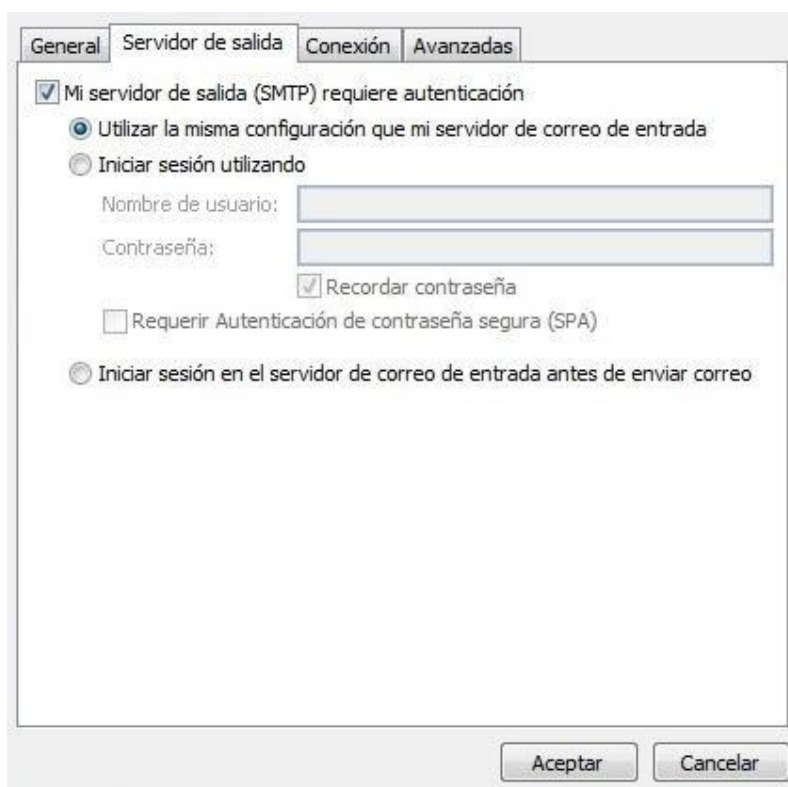 General Servidor de salida Conexión Avanzadas
Mi servidor de salida (SMTP) requiere autenticación
Utilizar la misma configuración que mi servidor de correo de entrada
Iniciar sesión utilizando
Nombre de usuario:
Contraseña:
Recordar contraseña
Requerir Autenticación de contraseña segura (SPA)
Iniciar sesión en el servidor de correo de entrada antes de enviar correo
Aceptar Cancelar